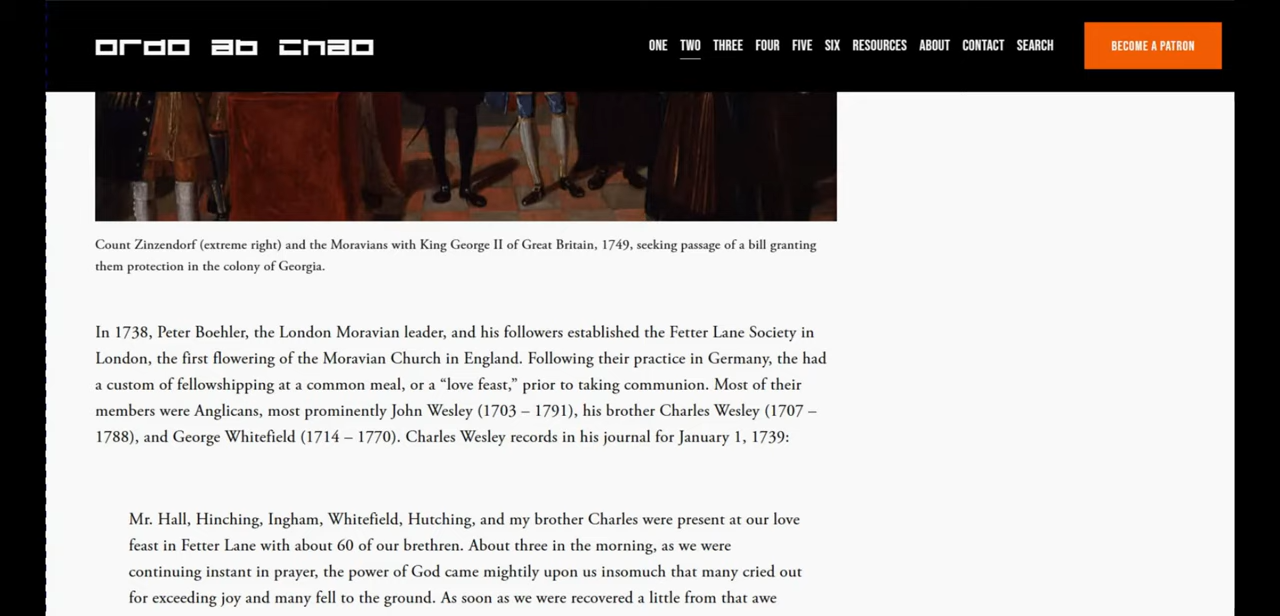 ordo ab chao
ONE TWO THREE FOUR FIVE SIX RESOURCES ABOUT CONTACT SEARCH
BECOME A PATRON
Count Zinzendorf (extreme right) and the Moravians with King George II of Great Britain, 1749, seeking passage of a bill granting
them protection in the colony of Georgia.
In 1738, Peter Boehler, the London Moravian leader, and his followers established the Fetter Lane Society in
London, the first flowering of the Moravian Church in England. Following their practice in Germany, the had
a custom of fellowshipping at a common meal, or a “love feast,” prior to taking communion. Most of their
members were Anglicans, most prominently John Wesley (1703 – 1791), his brother Charles Wesley (1707 –
1788), and George Whitefield (1714 – 1770). Charles Wesley records in his journal for January 1, 1739:
Mr. Hall, Hinching, Ingham, Whitefield, Hutching, and my brother Charles were present at our love
feast in Fetter Lane with about 60 of our brethren. About three in the morning, as we were
continuing instant in prayer, the power of God came mightily upon us insomuch that many cried out
for exceeding joy and many fell to the ground. As soon as we were recovered a little from that awe